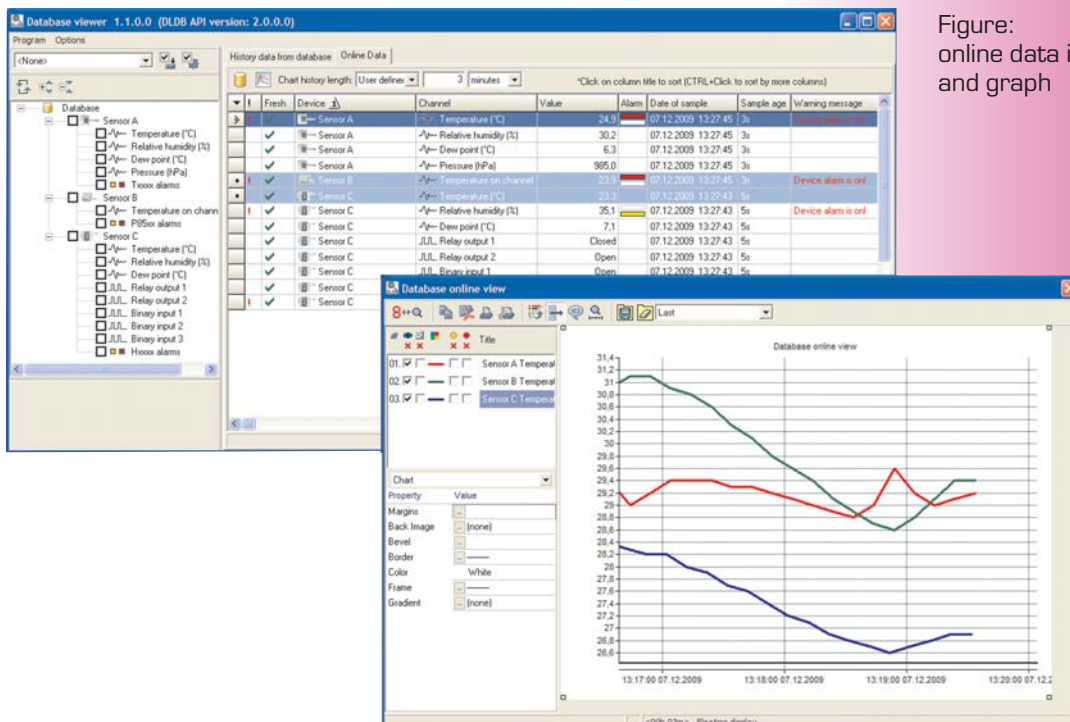 Database viewer 1.1.0.0 (DLDB API version: 2.0.0.0)
Program Options
<None>
History data from database Online Data
Chart history length: User define 3 minutes *Click on column title to sort (CTRL+Click to sort by more columns)
Database
Sensor A
Temperature (°C)
Relative humidity (%)
Dew point (°C)
Pressure (hPa)
Txxxx alarms
Sensor B
Temperature on chann
P85xx alarms
Sensor C
Temperature (°C)
Relative humidity (%)
Dew point (°C)
Relay output 1
Relay output 2
Binary input 1
Binary input 2
Binary input 3
Hxxxx alarms
! Fresh Device 1 Channel Value Alarm Date of sample Sample age Warning message
! Sensor A Temperature (°C) 24,9 07.12.2009 13:27:45 3s Device alarm is on!
Sensor A Relative humidity (%) 30,2 07.12.2009 13:27:45 3s
Sensor A Dew point (°C) 6,3 07.12.2009 13:27:45 3s
Sensor A Pressure (hPa) 985,0 07.12.2009 13:27:45 3s
! Sensor B Temperature on channel 23,9 07.12.2009 13:27:45 3s Device alarm is on!
Sensor C Temperature (°C) 23,3 07.12.2009 13:27:43 5s
! Sensor C Relative humidity (%) 35,1 07.12.2009 13:27:43 5s Device alarm is on!
Sensor C Dew point (°C) 7,1 07.12.2009 13:27:43 5s
Sensor C Relay output 1 Closed 07.12.2009 13:27:43 5s
Sensor C Relay output 2 Open 07.12.2009 13:27:43 5s
Sensor C Binary input 1 Open 07.12.2009 13:27:43 5s
Sensor C
Sensor C
! Sensor C
Figure:
online data i
and graph
Database online view
Last
Title
01. Sensor A Temperat
02. Sensor B Temperat
03. Sensor C Temperat
Chart
Property Value
Margins
Back Image (none)
Bevel
Border
Color White
Frame
Gradient (none)
Database online view
31,4
31,2
31
30,8
30,6
30,4
30,2
30
29,8
29,6
29,4
29,2
29
28,8
28,6
28,4
28,2
28
27,8
27,6
27,4
27,2
27
26,8
26,6
13:17:00 07.12.2009 13:18:00 07.12.2009 13:19:00 07.12.2009 13:20:00 07.12.2